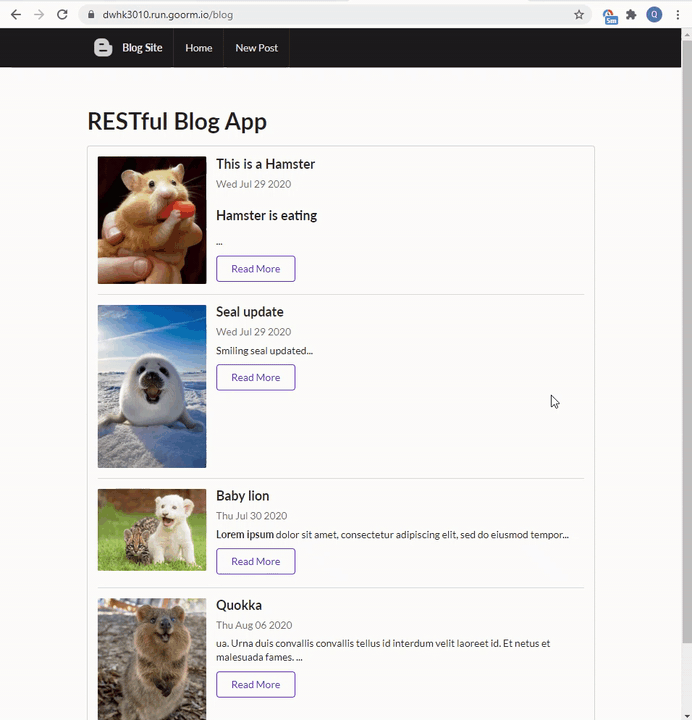 dwhk3010.run.goorm.io/blog
5m
Q
Blog Site
Home
New Post
RESTful Blog App
This is a Hamster
Wed Jul 29 2020
Hamster is eating
...
Read More
Seal update
Wed Jul 29 2020
Smiling seal updated...
Read More
Baby lion
Thu Jul 30 2020
Lorem ipsum dolor sit amet, consectetur adipiscing elit, sed do eiusmod tempor...
Read More
Quokka
Thu Aug 06 2020
ua. Urna duis convallis convallis tellus id interdum velit laoreet id. Et netus et
malesuada fames. ...
Read More